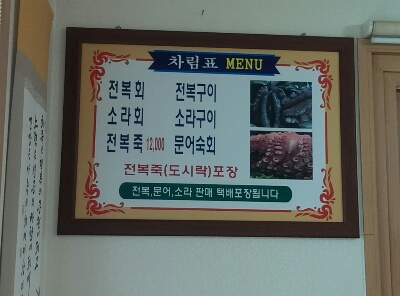 차림표 MENU
전복회 전복구이
소라회 소라구이
전복죽 12,000 문어숙회
전복죽(도시락)포장
전복,문어,소라 판매 택배포장됩니다